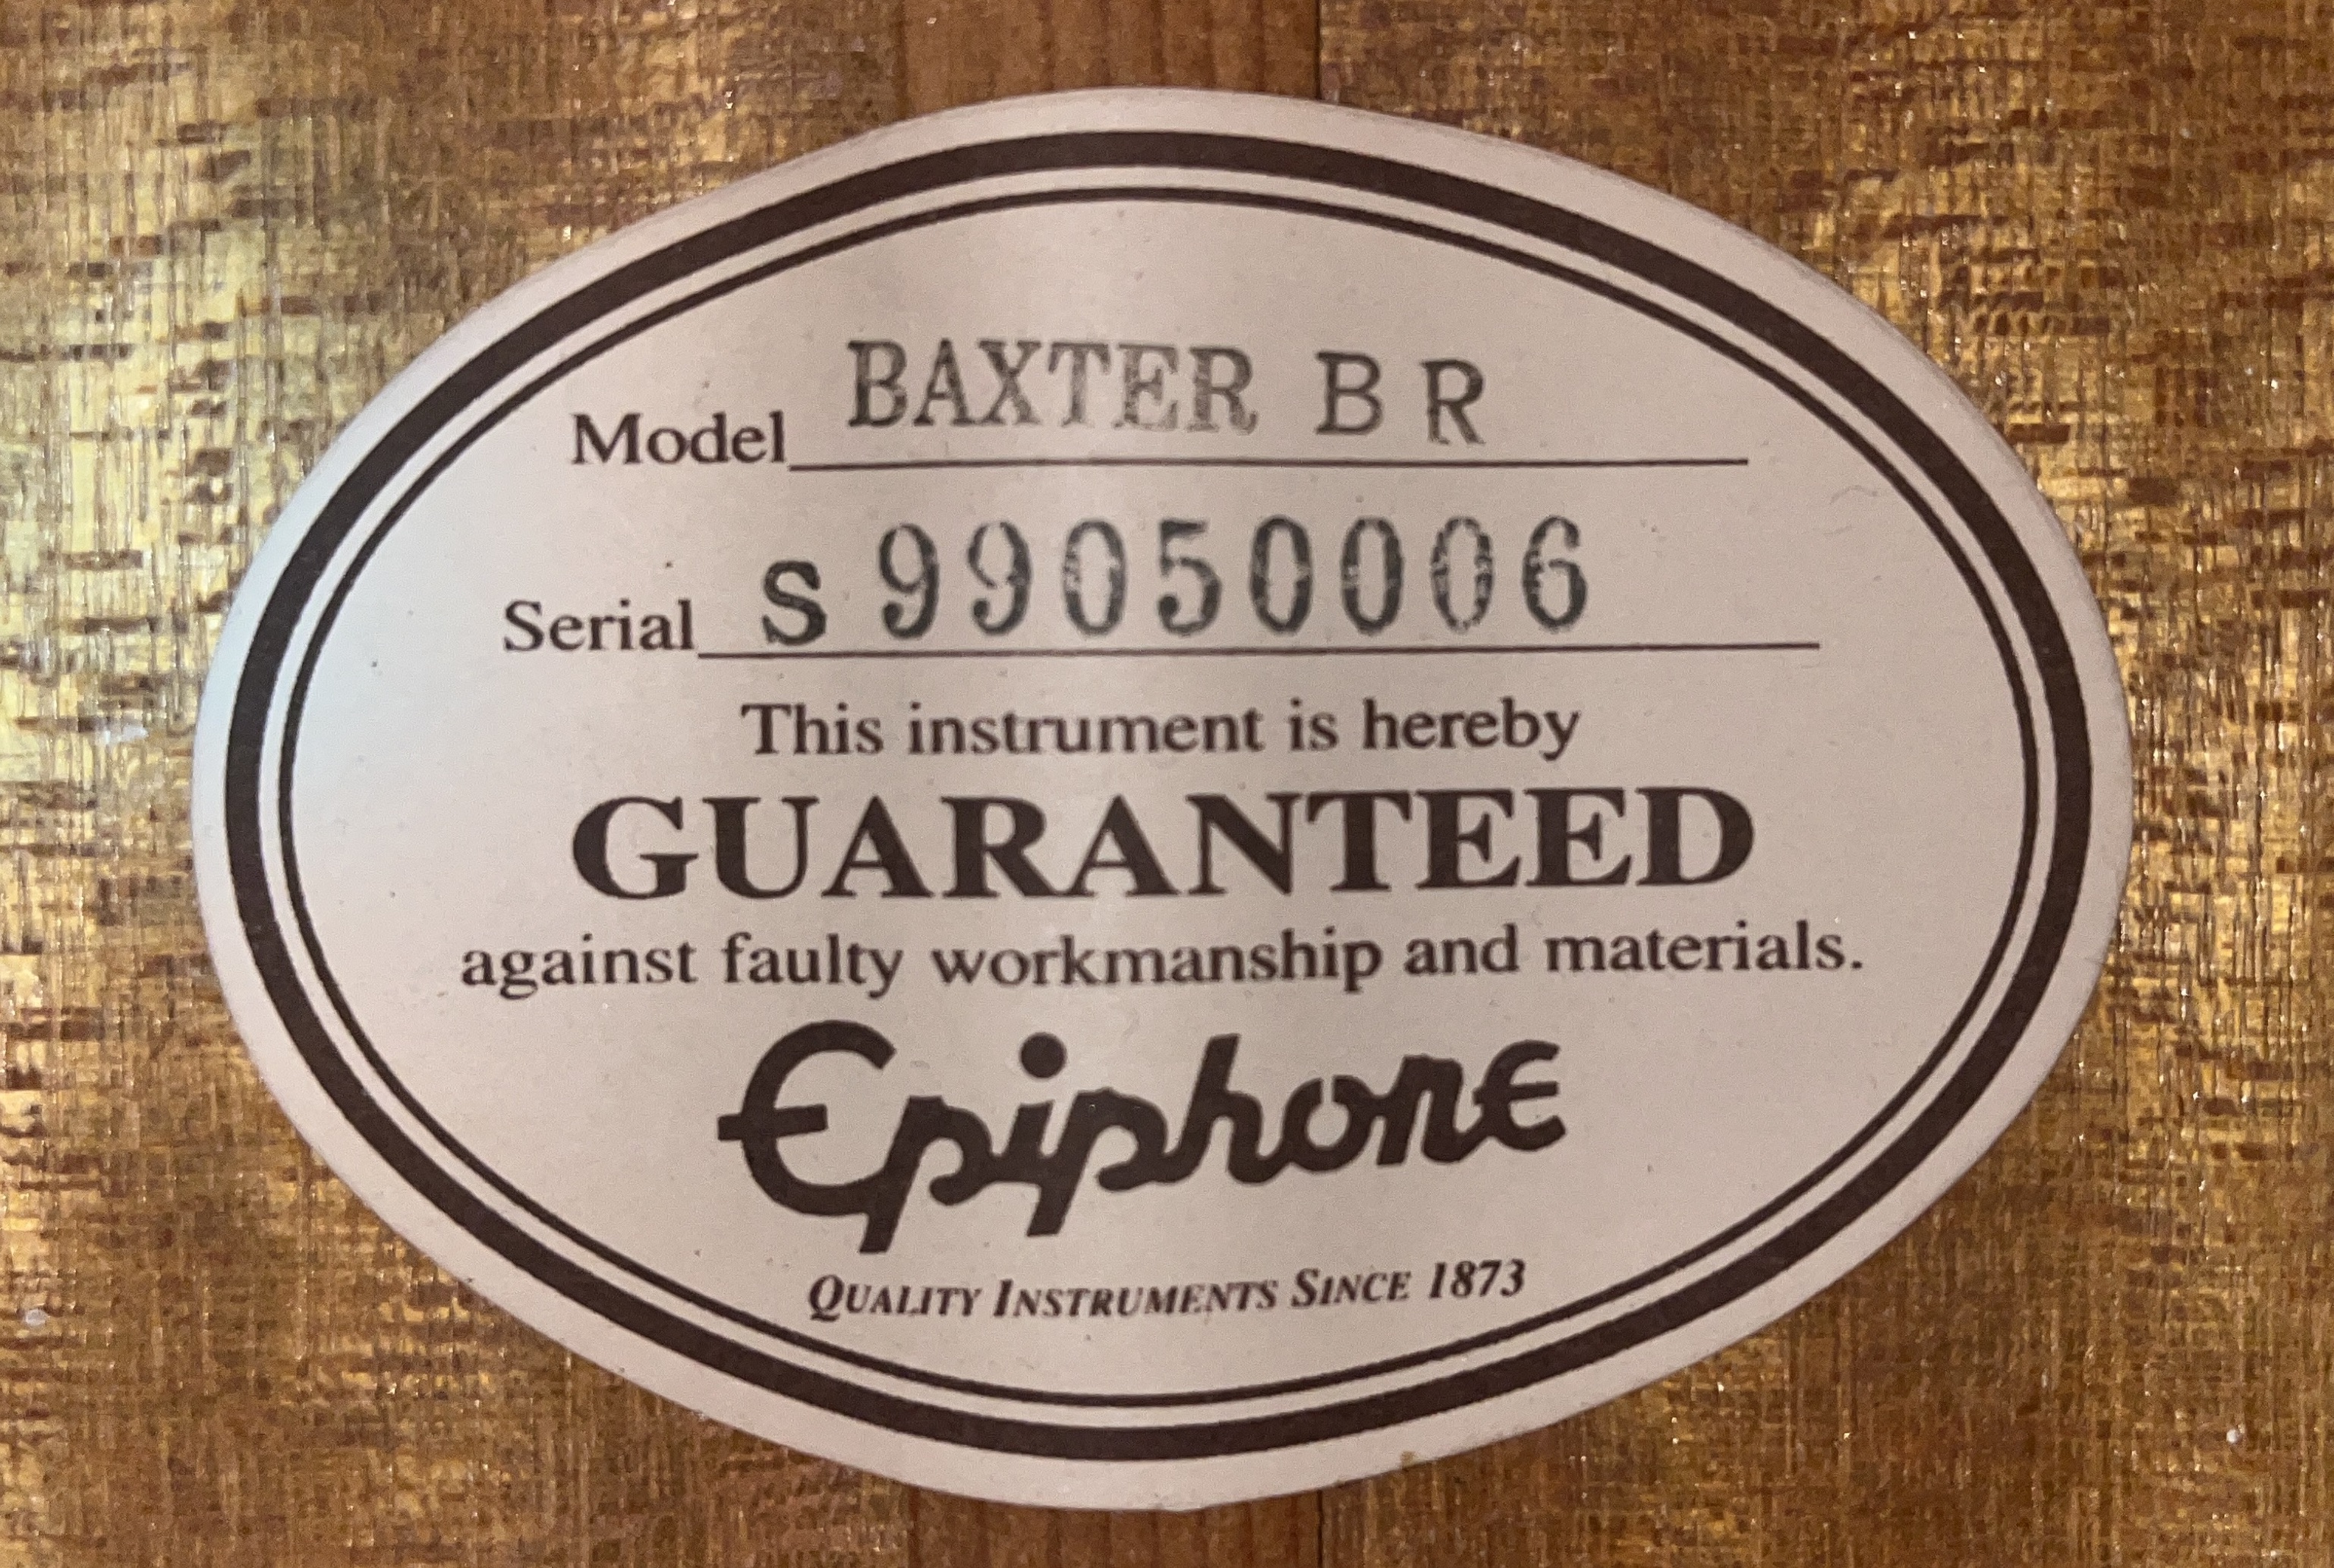 Model BAXTER B R
Serial S 99050006
This instrument is hereby
GUARANTEED
against faulty workmanship and materials.
Epiphone
QUALITY INSTRUMENTS SINCE 1873